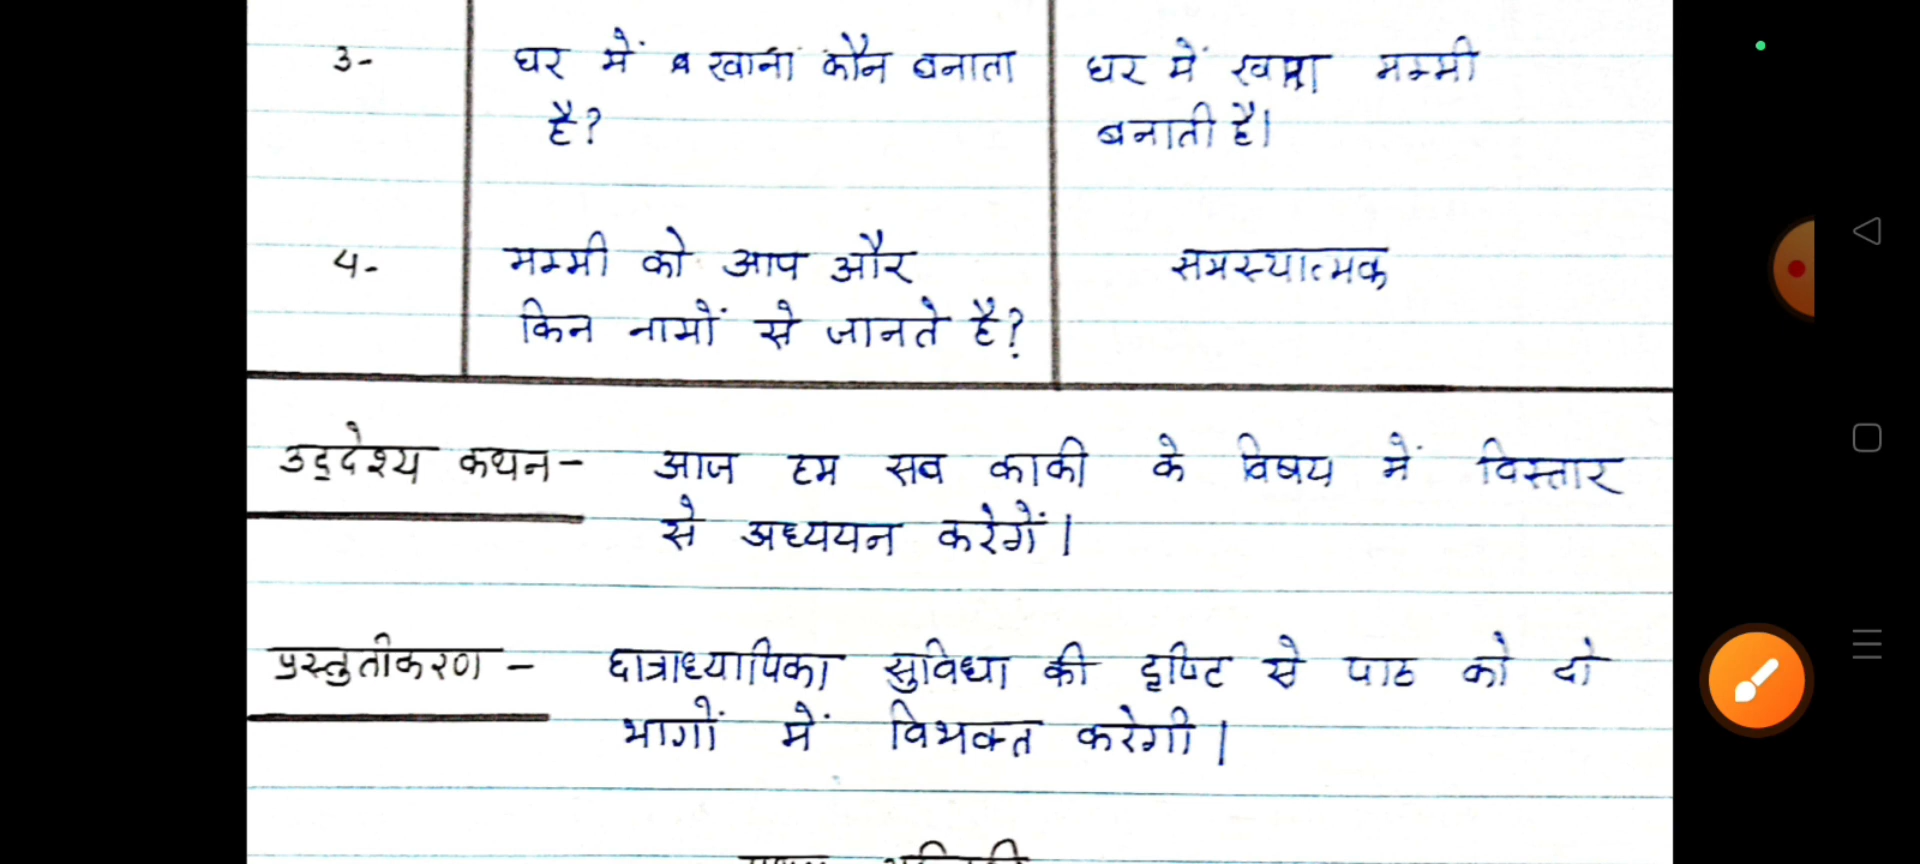 3- घर में खाना कौन बनाता घर में खाना मम्मी
है? बनाती है।
4- मम्मी को आप और समस्यात्मक
किन नामों से जानते है?
उद्देश्य कथन - आज हम सब काकी के विषय में विस्तार
से अध्ययन करेगें।
प्रस्तुतीकरण - छात्राध्यापिका सुविधा की दृष्टि से पाठ को दो
भागों में विभक्त करेगी।